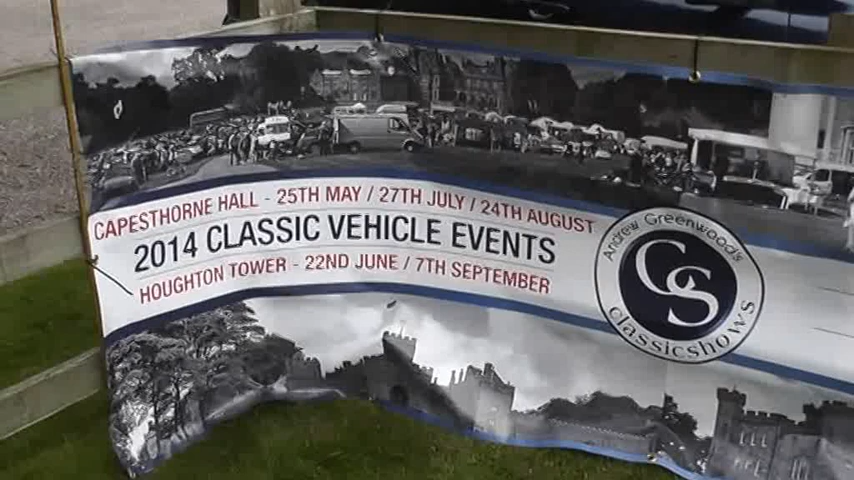 CAPESTHORNE HALL - 25TH MAY / 27TH JULY / 24TH AUGUST
2014 CLASSIC VEHICLE EVENTS
HOUGHTON TOWER - 22ND JUNE / 7TH SEPTEMBER
Andrew Greenwood's
CS
classicshows